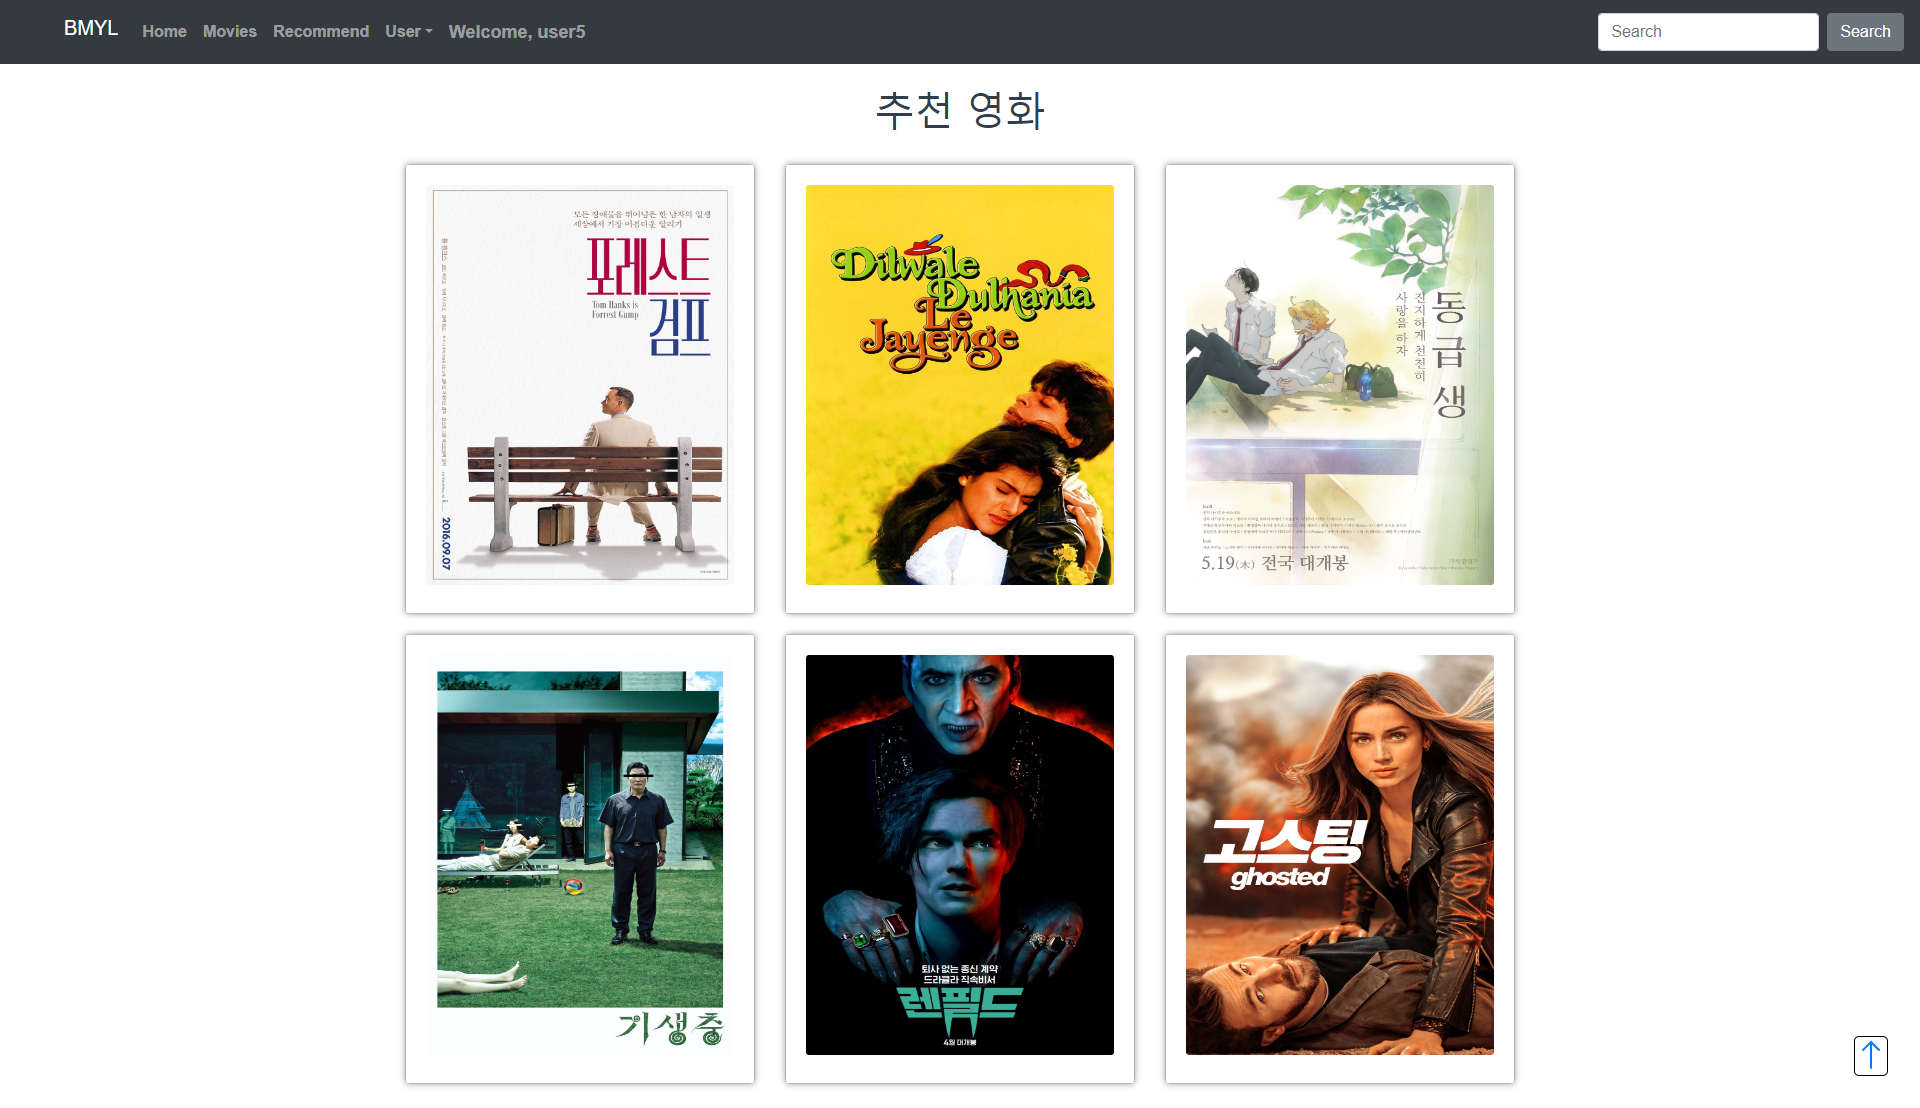 BMYL
Home
Movies
Recommend
User
Welcome, user5
Search
Search
추천 영화
모든 장애물을 뛰어넘은 한 남자의 일생
세상에서 가장 아름다운 달리기
포레스트
검프
Tom Hanks is
Forrest Gump
2016.09.07
Dilwale
Dulhania
Le
Jayenge
동급생
진지하게 천천히
사랑을 하자
5.19(木) 전국 대개봉
기생충
퇴사 없는 종신 계약
드라큘라 직속비서
렌필드
4월 대개봉
고스팅
ghosted